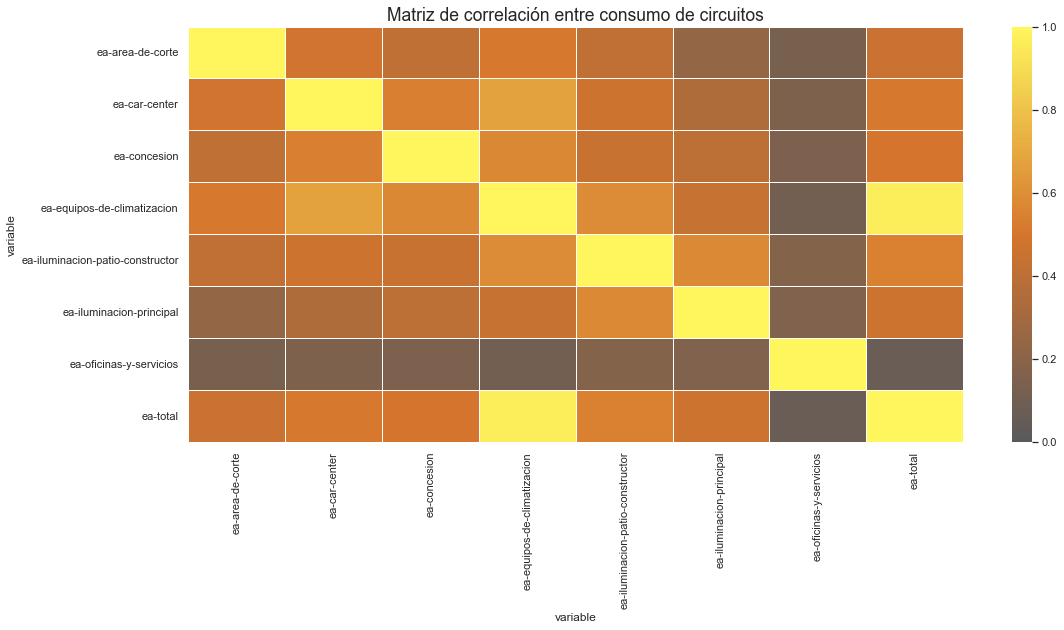 Matriz de correlación entre consumo de circuitos
variable
ea-area-de-corte
ea-car-center
ea-concesion
ea-equipos-de-climatizacion
ea-iluminacion-patio-constructor
ea-iluminacion-principal
ea-oficinas-y-servicios
ea-total
1.0
0.8
0.6
0.4
0.2
0.0
ea-area-de-corte
ea-car-center
ea-concesion
ea-equipos-de-climatizacion
ea-iluminacion-patio-constructor
ea-iluminacion-principal
ea-oficinas-y-servicios
ea-total
variable